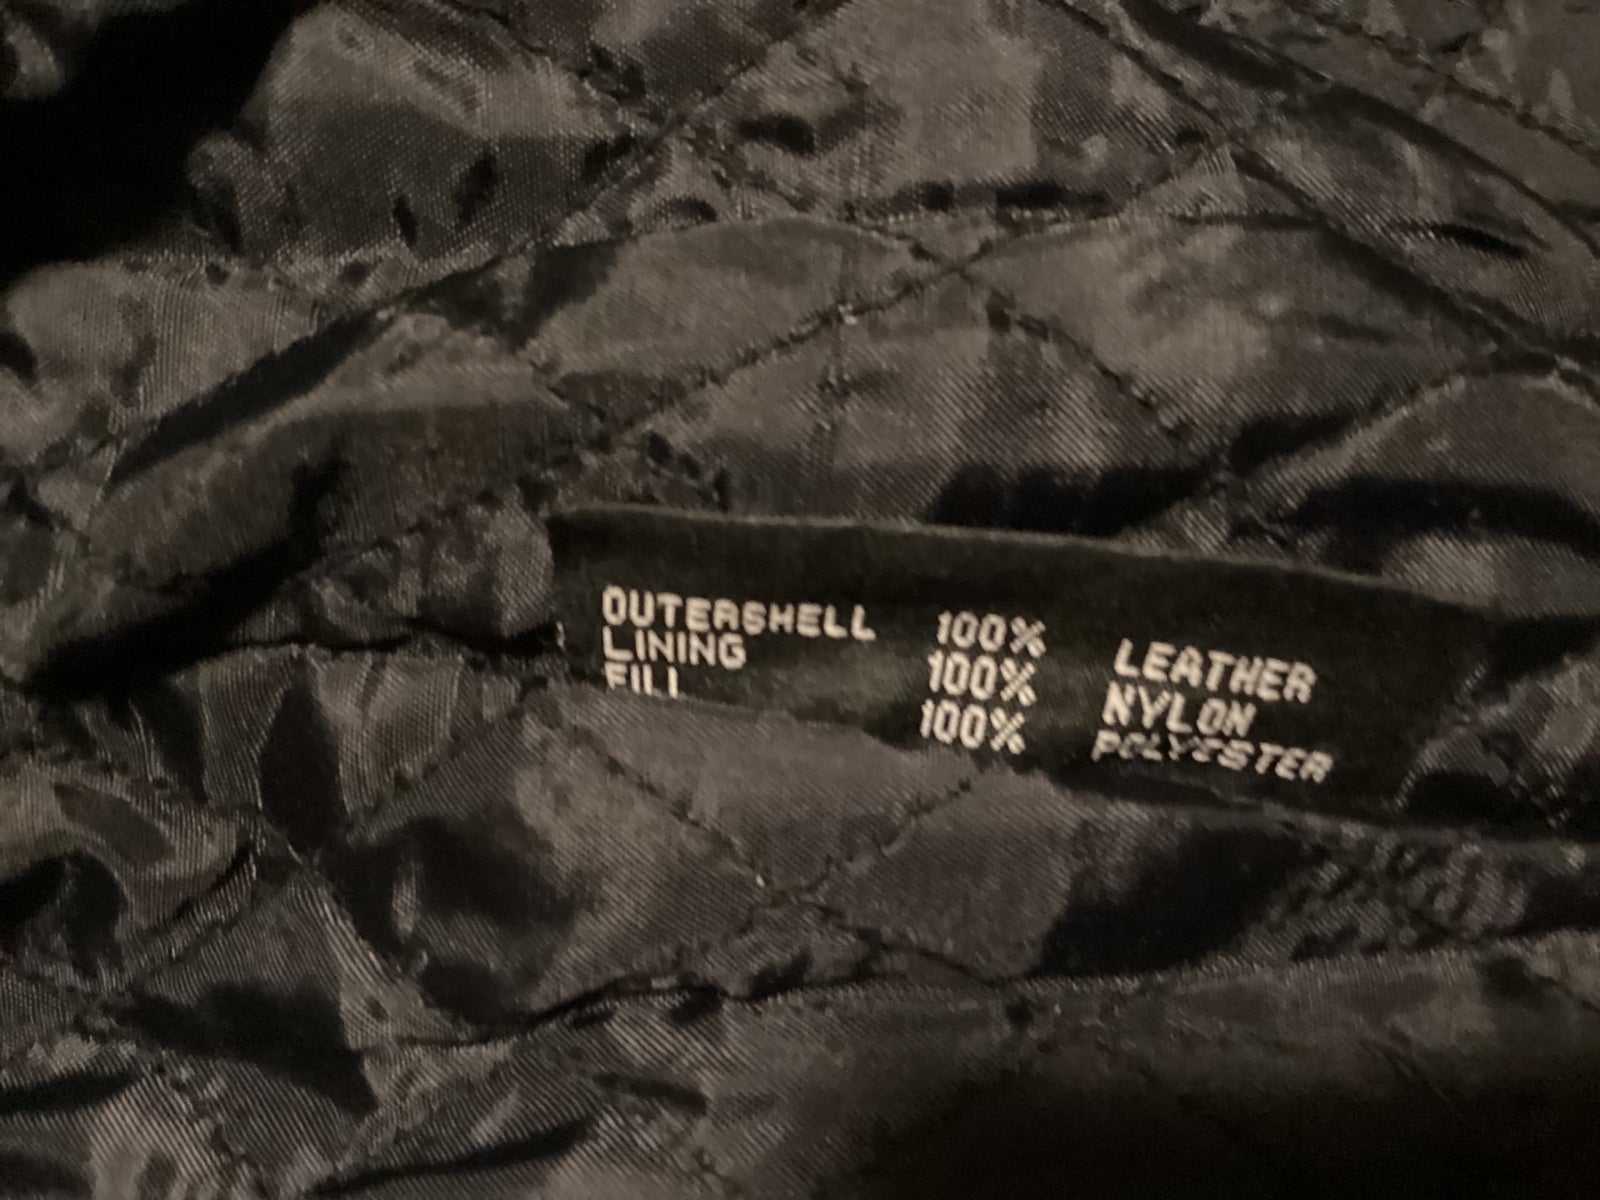 OUTERSHELL 100% LEATHER
LINING 100% NYLON
FILL 100% POLYESTER